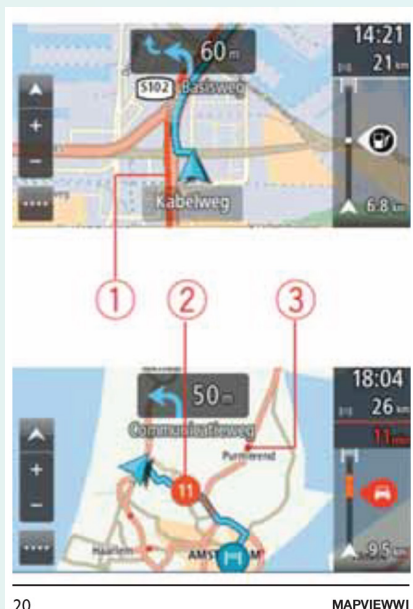 14:21
60 m
21 km
S102 Basisweg
+
-
6.8 km
Kabelweg
1 2 3
18:04
50 m
26 km
Communicatieweg
11 min
+
11
Purmerend
-
Haarlem
9.5 km
20 MAPVIEWWI